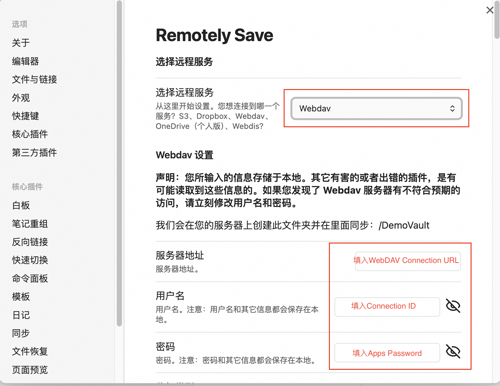 选项
关于
编辑器
文件与链接
外观
快捷键
核心插件
第三方插件
核心插件
白板
笔记重组
反向链接
快速切换
命令面板
模板
日记
同步
文件恢复
页面预览
Remotely Save
选择远程服务
选择远程服务
从这里开始设置。您想连接到哪一个
服务？S3、Dropbox、Webdav、
OneDrive（个人版）、Webdis？
Webdav
Webdav 设置
声明：您所输入的信息存储于本地。其它有害的或者出错的插件，是有
可能读取到这些信息的。如果您发现了 Webdav 服务器有不符合预期的
访问，请立刻修改用户名和密码。
我们会在您的服务器上创建此文件夹并在里面同步：/DemoVault
服务器地址
服务器地址。
填入WebDAV Connection URL
用户名
用户名。注意：用户名和其它信息都会保存在本
地。
填入Connection ID
密码
密码。注意：密码和其它信息都会保存在本地。
填入Apps Password